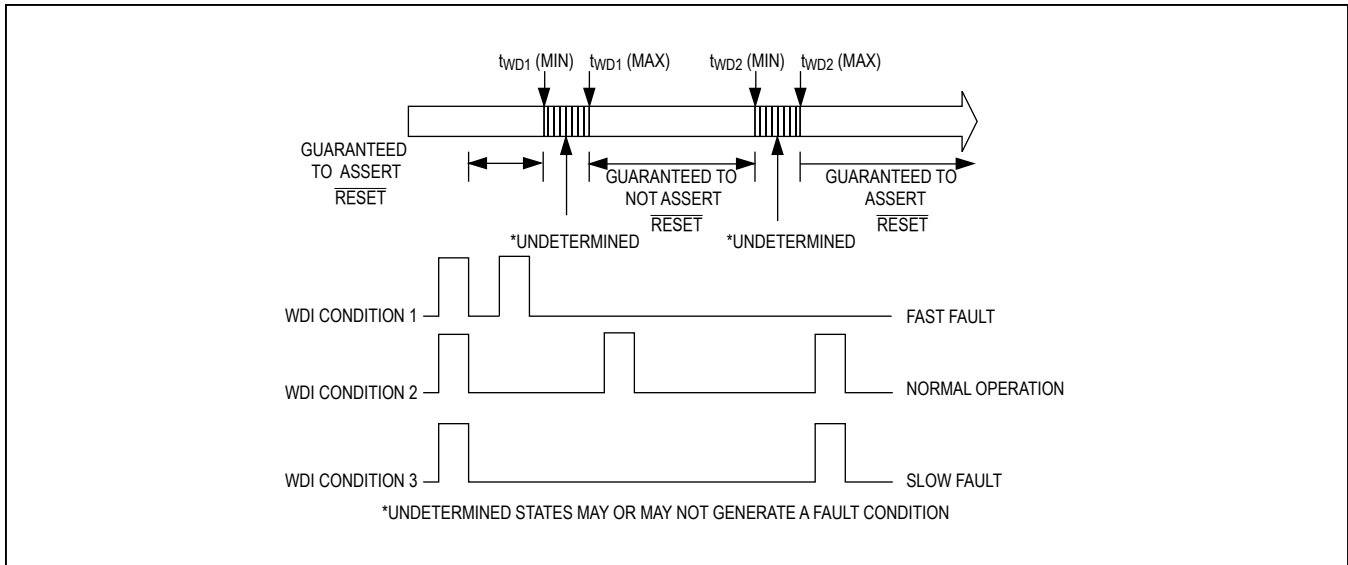 tWD1 (MIN) tWD1 (MAX) tWD2 (MIN) tWD2 (MAX)
GUARANTEED
TO ASSERT
RESET
GUARANTEED TO
NOT ASSERT
RESET
GUARANTEED TO
ASSERT
RESET
*UNDETERMINED
*UNDETERMINED
WDI CONDITION 1
FAST FAULT
WDI CONDITION 2
NORMAL OPERATION
WDI CONDITION 3
SLOW FAULT
*UNDETERMINED STATES MAY OR MAY NOT GENERATE A FAULT CONDITION